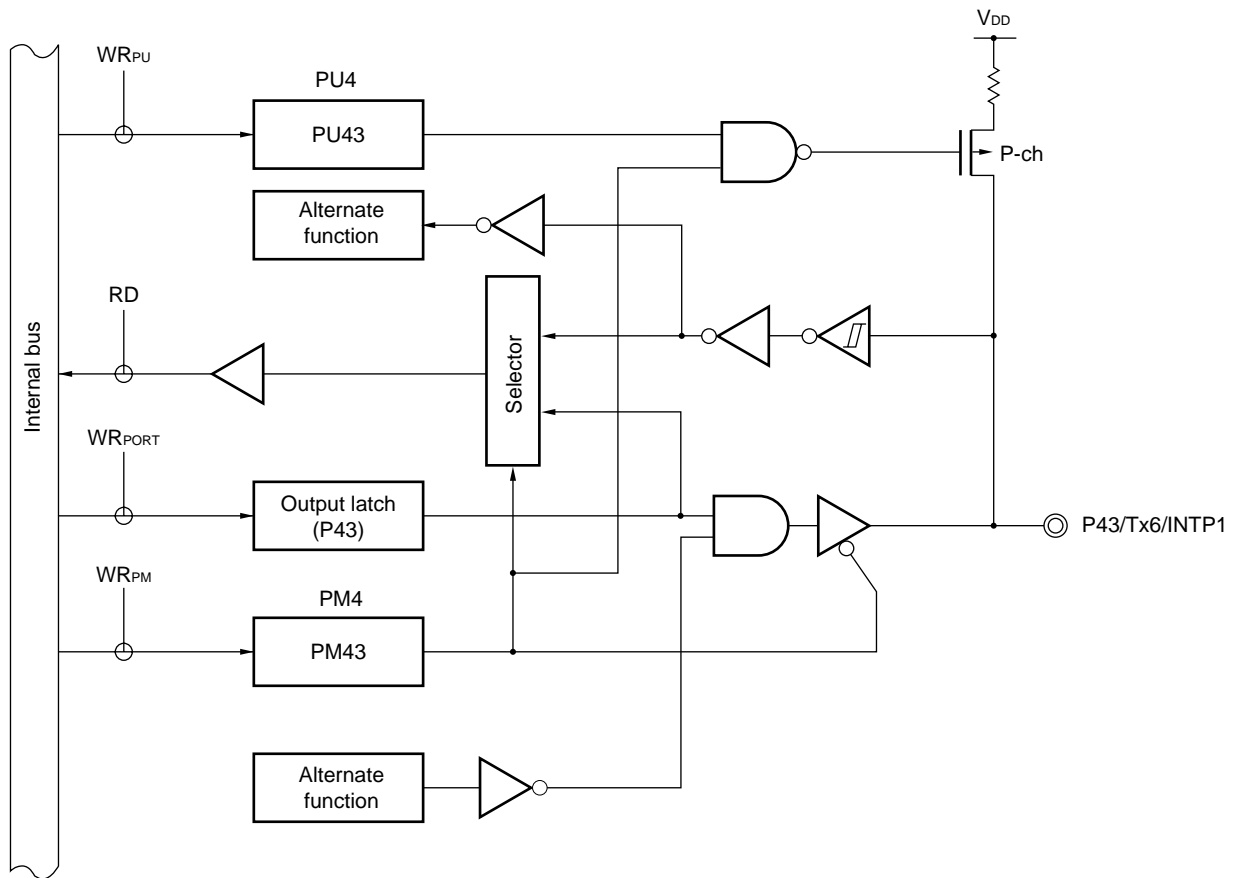 VDD
WRPU
PU4
PU43
P-ch
Alternate
function
RD
Internal bus
Selector
WRPORT
Output latch
(P43)
P43/Tx6/INTP1
WRPM
PM4
PM43
Alternate
function